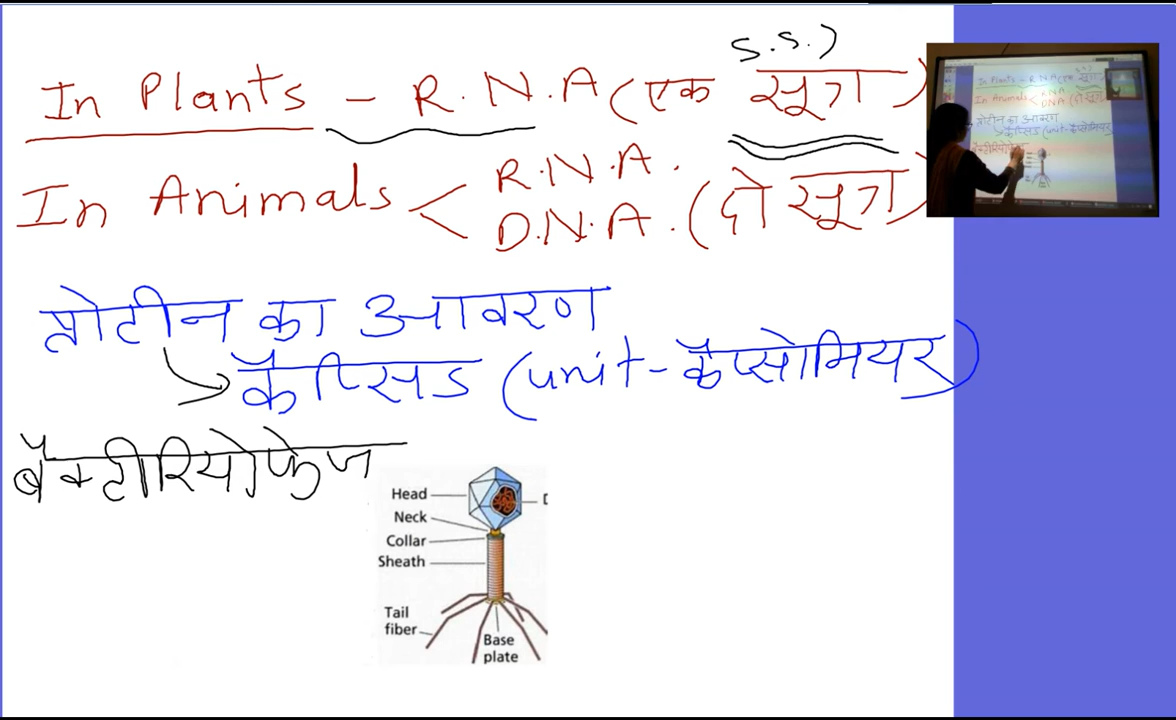 s.s.)
In Plants - R.N.A (एक सूत्र)
In Animals < R.N.A.
D.N.A. (दो सूत्र)
प्रोटीन का आवरण
कैप्सिड (unit-कैप्सोमियर)
बैक्टीरियोफेज
Head
Neck
Collar
Sheath
Tail
fiber
Base
plate